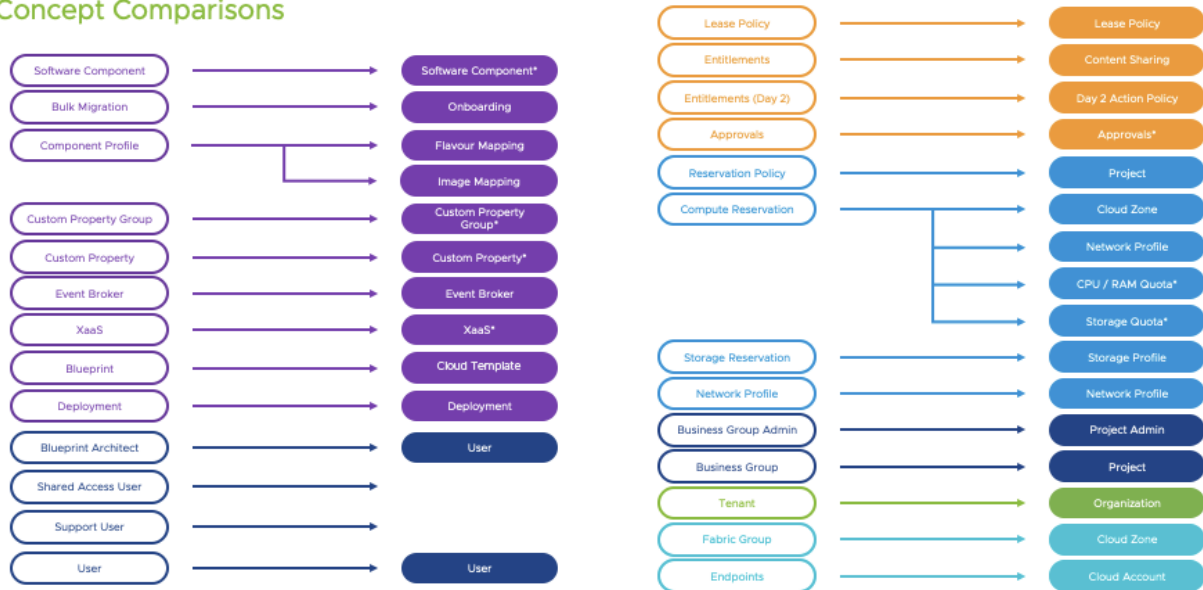 Concept Comparisons
Software Component
Software Component*
Bulk Migration
Onboarding
Component Profile
Flavour Mapping
Image Mapping
Custom Property Group
Custom Property
Group*
Custom Property
Custom Property*
Event Broker
Event Broker
XaaS
XaaS*
Blueprint
Cloud Template
Deployment
Deployment
Blueprint Architect
User
Shared Access User
Support User
User
User
Lease Policy
Lease Policy
Entitlements
Content Sharing
Entitlements (Day 2)
Day 2 Action Policy
Approvals
Approvals*
Reservation Policy
Project
Compute Reservation
Cloud Zone
Network Profile
CPU / RAM Quota*
Storage Quota*
Storage Reservation
Storage Profile
Network Profile
Network Profile
Business Group Admin
Project Admin
Business Group
Project
Tenant
Organization
Fabric Group
Cloud Zone
Endpoints
Cloud Account